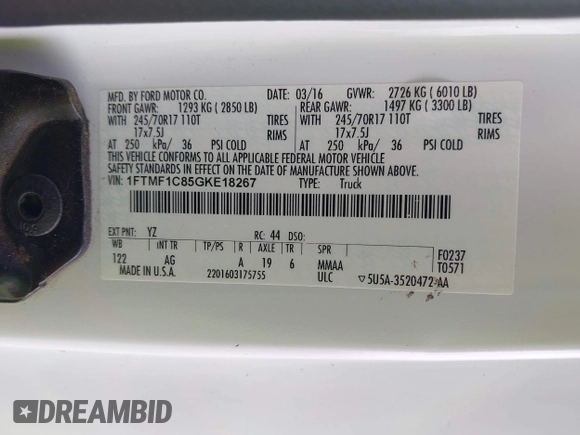 MFD. BY FORD MOTOR CO. DATE: 03/16 GVWR: 2726 KG ( 6010 LB)
FRONT GAWR: 1293 KG ( 2850 LB) REAR GAWR: 1497 KG ( 3300 LB)
WITH 245/70R17 110T TIRES WITH 245/70R17 110T TIRES
17x7.5J RIMS 17x7.5J RIMS
AT 250 kPa/ 36 PSI COLD AT 250 kPa/ 36 PSI COLD
THIS VEHICLE CONFORMS TO ALL APPLICABLE FEDERAL MOTOR VEHICLE
SAFETY STANDARDS IN EFFECT ON THE DATE OF MANUFACTURE SHOWN ABOVE.
VIN: 1FTMF1C85GKE18267 TYPE: Truck
EXT PNT: YZ RC: 44 DSO:
WB INT TR TP/PS R AXLE TR SPR F0237
122 AG A 19 6 MMAA T0571
MADE IN U.S.A. 2201603175755 ULC ▽5U5A-3520472-AA
DREAMBID